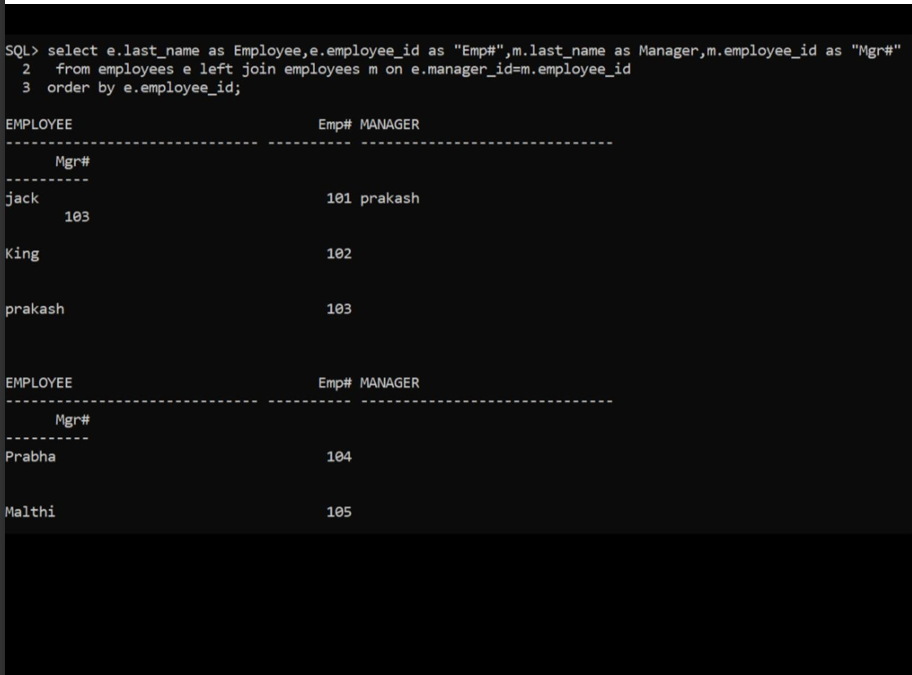 SQL> select e.last_name as Employee,e.employee_id as "Emp#",m.last_name as Manager,m.employee_id as "Mgr#"
  2   from employees e left join employees m on e.manager_id=m.employee_id
  3  order by e.employee_id;
EMPLOYEE                             Emp# MANAGER
------------------------------ ---------- ------------------------------
      Mgr#
----------
jack                                  101 prakash
       103
King                                  102
prakash                               103
EMPLOYEE                             Emp# MANAGER
------------------------------ ---------- ------------------------------
      Mgr#
----------
Prabha                                104
Malthi                                105